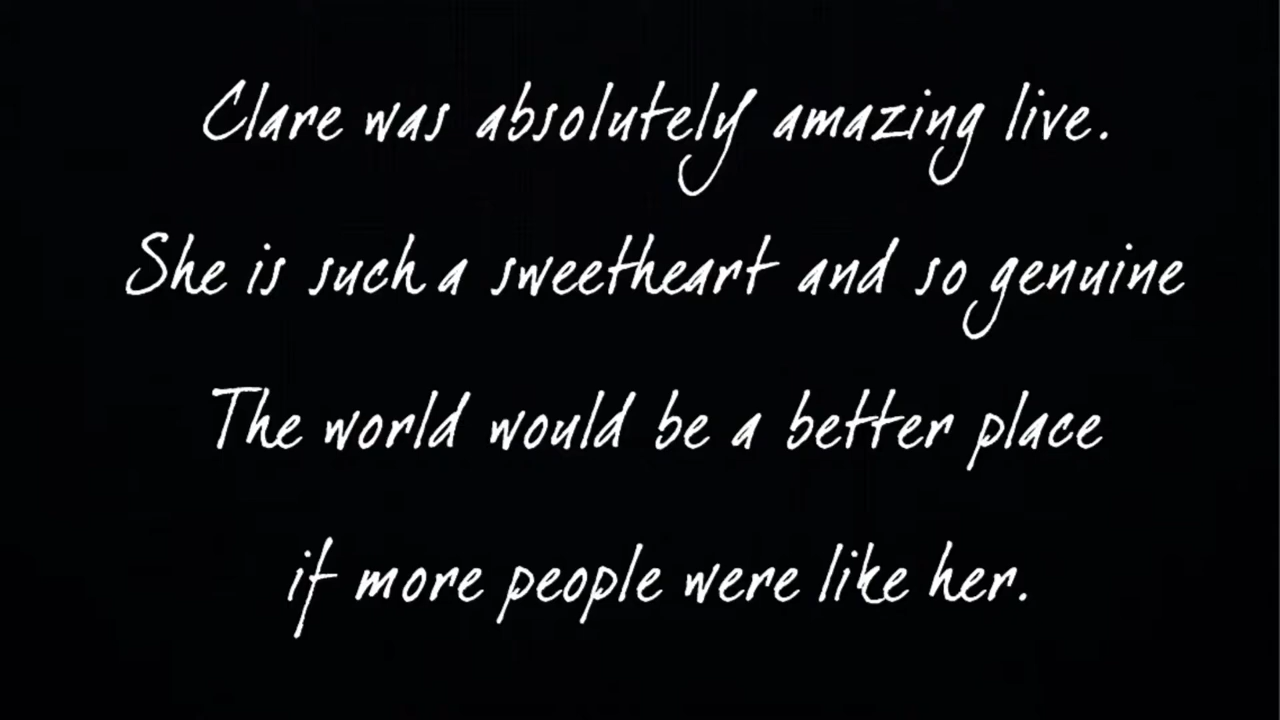 Clare was absolutely amazing live.
She is such a sweetheart and so genuine
The world would be a better place
if more people were like her.